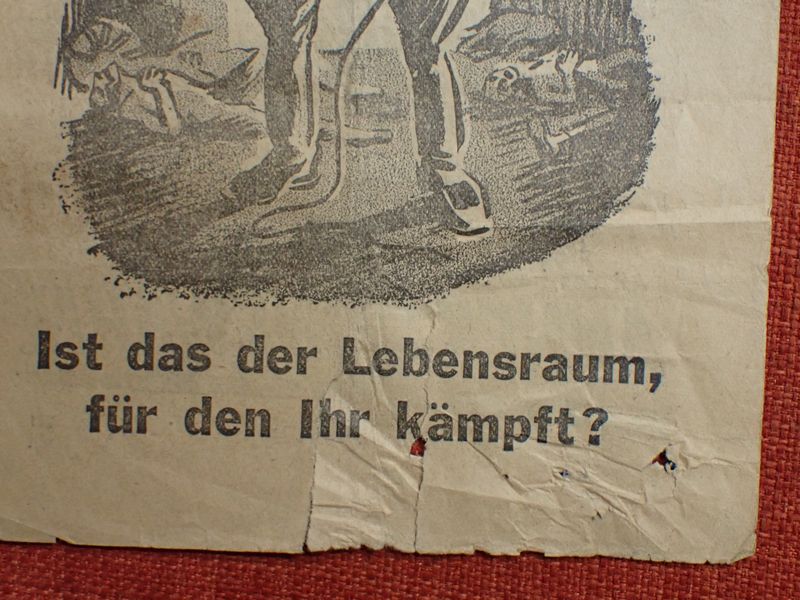 Ist das der Lebensraum,
für den Ihr kämpft?